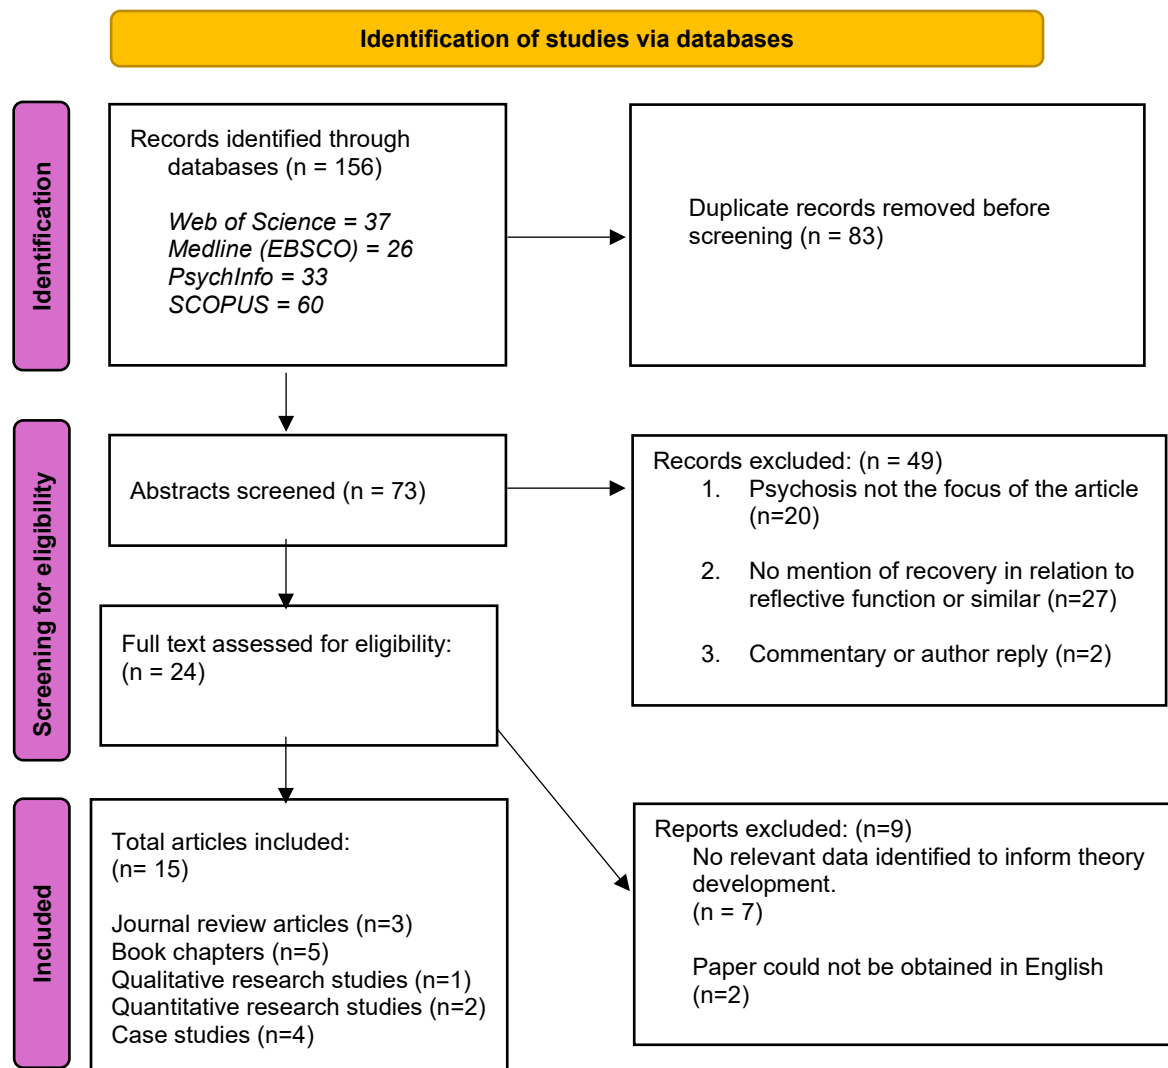 Identification of studies via databases
Identification
Records identified through
databases (n = 156)
Web of Science = 37
Medline (EBSCO) = 26
PsychInfo = 33
SCOPUS = 60
Duplicate records removed before
screening (n = 83)
Screening for eligibility
Abstracts screened (n = 73)
Records excluded: (n = 49)
1. Psychosis not the focus of the article
(n=20)
2. No mention of recovery in relation to
reflective function or similar (n=27)
3. Commentary or author reply (n=2)
Full text assessed for eligibility:
(n = 24)
Included
Total articles included:
(n= 15)
Journal review articles (n=3)
Book chapters (n=5)
Qualitative research studies (n=1)
Quantitative research studies (n=2)
Case studies (n=4)
Reports excluded: (n=9)
No relevant data identified to inform theory
development.
(n = 7)
Paper could not be obtained in English
(n=2)